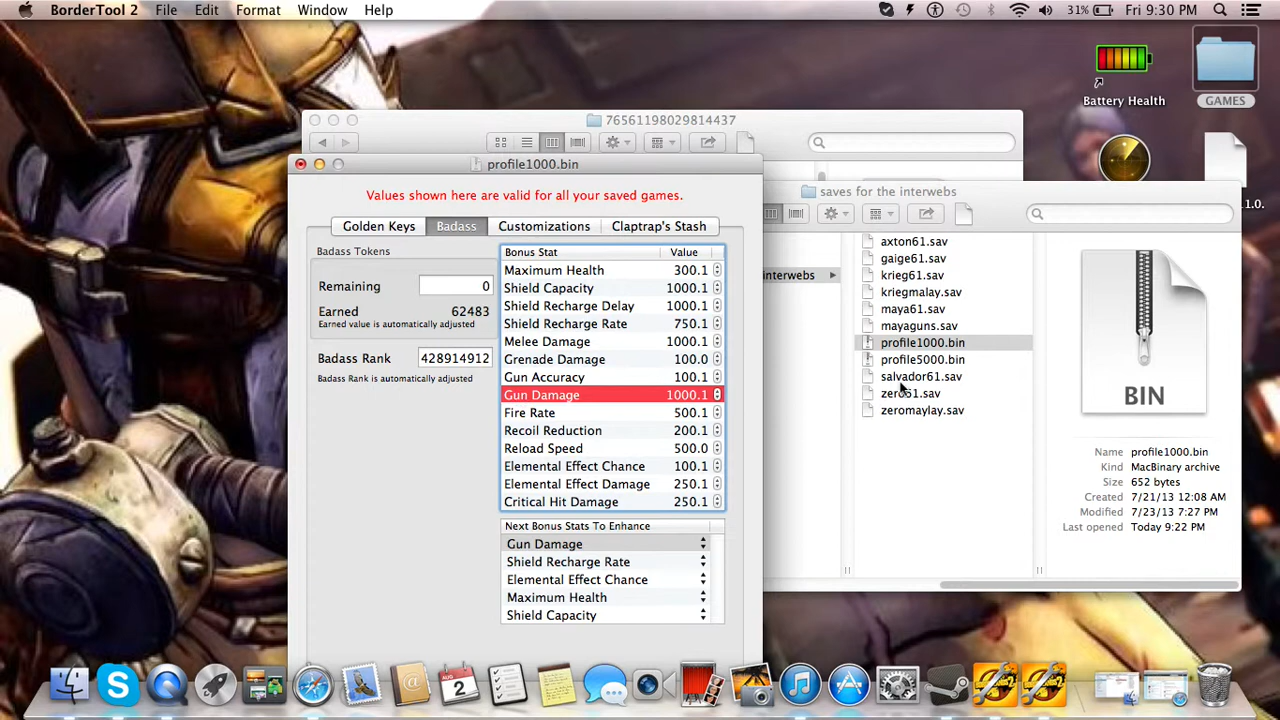 BorderTool 2 File Edit Format Window Help 31% Fri 9:30 PM
Battery Health
GAMES
76561198029814437
profile1000.bin
Values shown here are valid for all your saved games.
Golden Keys Badass Customizations Claptrap's Stash
Badass Tokens
Remaining 0
Earned 62483
Earned value is automatically adjusted
Badass Rank 428914912
Badass Rank is automatically adjusted
Bonus Stat Value
Maximum Health 300.1
Shield Capacity 1000.1
Shield Recharge Delay 1000.1
Shield Recharge Rate 750.1
Melee Damage 1000.1
Grenade Damage 100.0
Gun Accuracy 100.1
Gun Damage 1000.1
Fire Rate 500.1
Recoil Reduction 200.1
Reload Speed 500.0
Elemental Effect Chance 100.1
Elemental Effect Damage 250.1
Critical Hit Damage 250.1
Next Bonus Stats To Enhance
Gun Damage
Shield Recharge Rate
Elemental Effect Chance
Maximum Health
Shield Capacity
saves for the interwebs
interwebs
axton61.sav
gaige61.sav
krieg61.sav
kriegmalay.sav
maya61.sav
mayaguns.sav
profile1000.bin
profile5000.bin
salvador61.sav
zero61.sav
zeromaylay.sav
BIN
Name profile1000.bin
Kind MacBinary archive
Size 652 bytes
Created 7/21/13 12:08 AM
Modified 7/23/13 7:27 PM
Last opened Today 9:22 PM
1.0.
AUG
2